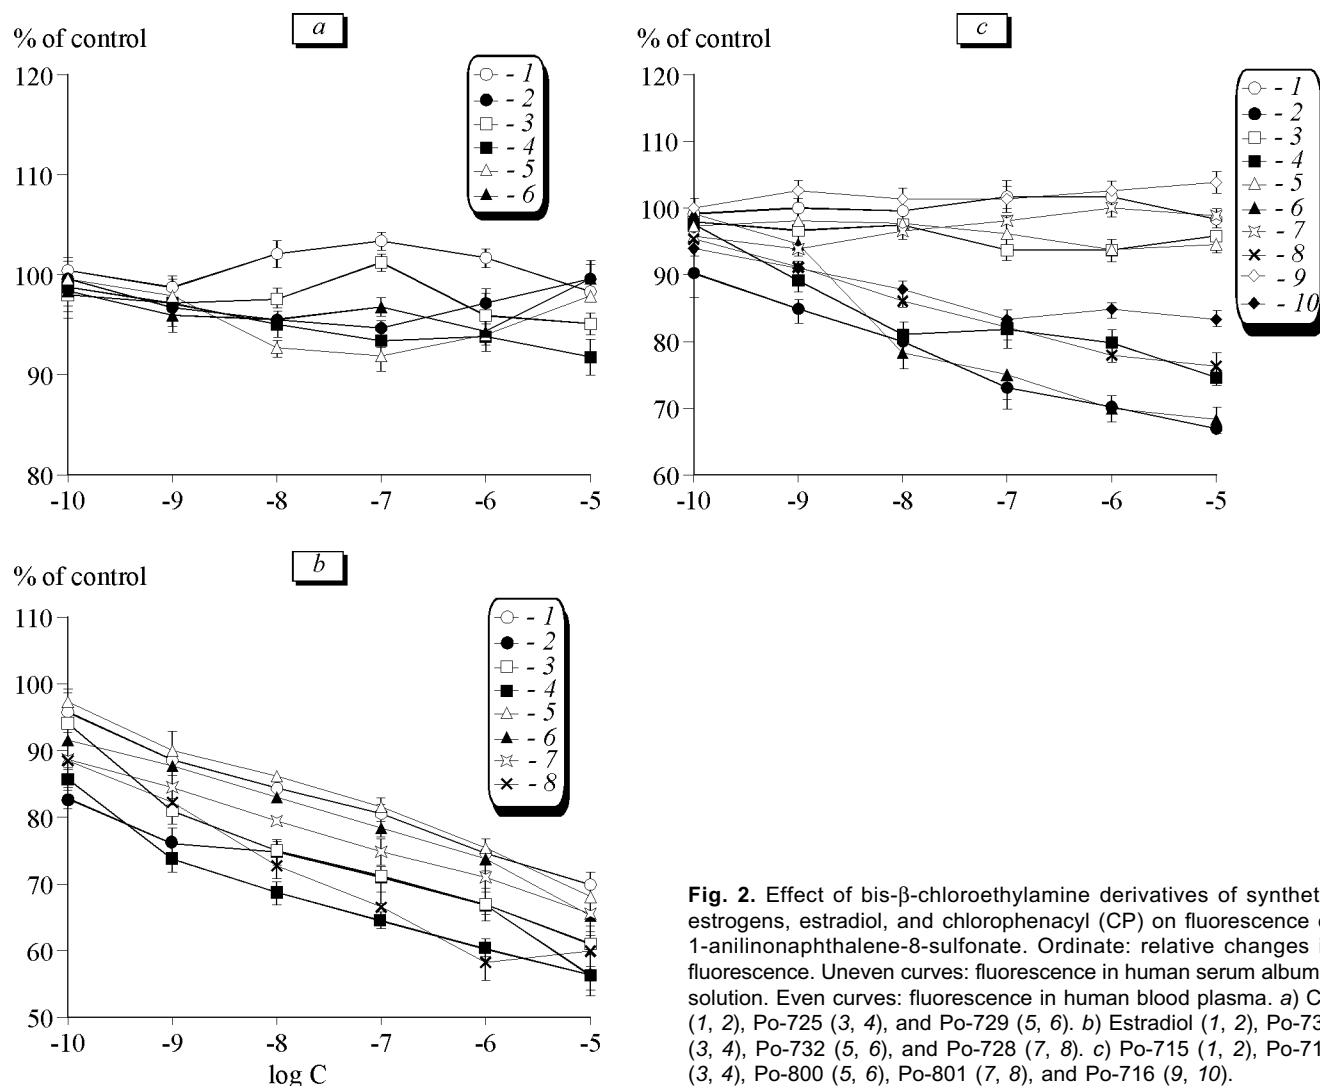 a
% of control
120
110
100
90
80
-10 -9 -8 -7 -6 -5
- 1
- 2
- 3
- 4
- 5
- 6
c
% of control
120
110
100
90
80
70
60
-10 -9 -8 -7 -6 -5
- 1
- 2
- 3
- 4
- 5
- 6
- 7
- 8
- 9
- 10
b
% of control
110
100
90
80
70
60
50
-10 -9 -8 -7 -6 -5
log C
- 1
- 2
- 3
- 4
- 5
- 6
- 7
- 8
Fig. 2. Effect of bis-β-chloroethylamine derivatives of
estrogens, estradiol, and chlorophenacyl (CP) on fluorescence
1-anilinonaphthalene-8-sulfonate. Ordinate: relative changes
fluorescence. Uneven curves: fluorescence in human serum
solution. Even curves: fluorescence in human blood plasma. a)
(1, 2), Po-725 (3, 4), and Po-729 (5, 6). b) Estradiol (1, 2),
(3, 4), Po-732 (5, 6), and Po-728 (7, 8). c) Po-715 (1, 2),
(3, 4), Po-800 (5, 6), Po-801 (7, 8), and Po-716 (9, 10).